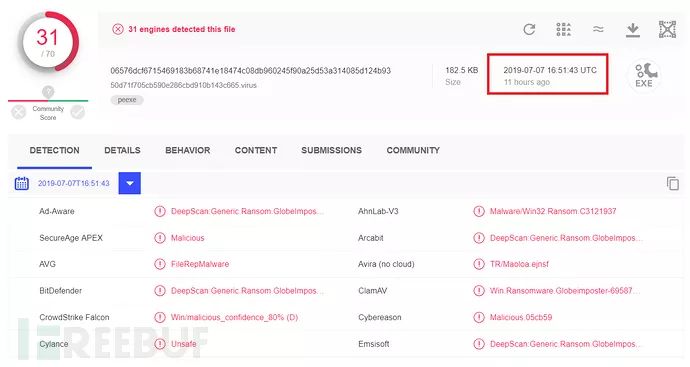 31
/ 70
Community
Score
31 engines detected this file
06576dcf6715469183b68741e18474c08db960245f90a25d53a314085d124b93
50d71f705cb590e286cbd910b143c665.virus
peexe
182.5 KB
Size
2019-07-07 16:51:43 UTC
11 hours ago
EXE
DETECTION DETAILS BEHAVIOR CONTENT SUBMISSIONS COMMUNITY
2019-07-07T16:51:43
Ad-Aware DeepScan:Generic.Ransom.GlobeImpos... AhnLab-V3 Malware/Win32.Ransom.C3121937
SecureAge APEX Malicious Arcabit DeepScan:Generic.Ransom.GlobeImpos...
AVG FileRepMalware Avira (no cloud) TR/Maoloa.ejnsf
BitDefender DeepScan:Generic.Ransom.GlobeImpos... ClamAV Win.Ransomware.Globeimposter-69587...
CrowdStrike Falcon Win/malicious_confidence_80% (D) Cybereason Malicious.05cb59
Cylance Unsafe Emsisoft DeepScan:Generic.Ransom.GlobeImpos...
FREEBUF